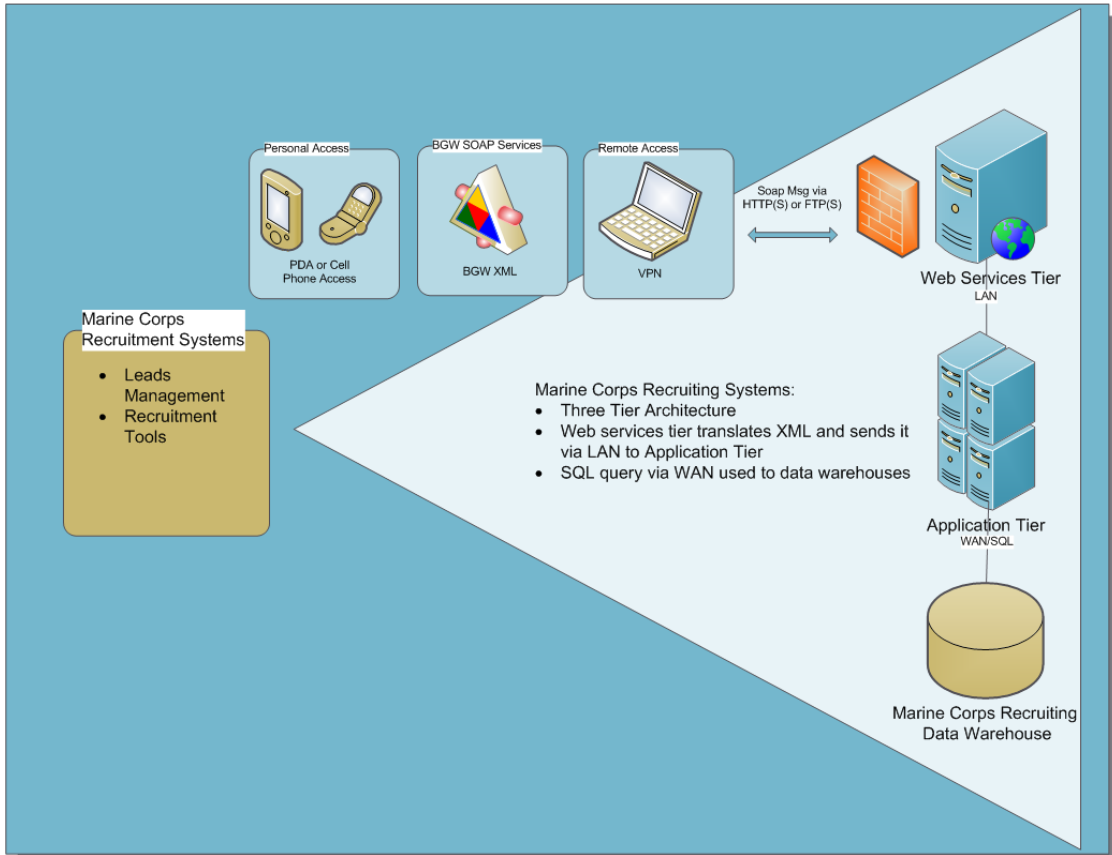 Personal Access
PDA or Cell
Phone Access
BGW SOAP Services
BGW XML
Remote Access
VPN
Soap Msg via
HTTP(S) or FTP(S)
Web Services Tier
LAN
Marine Corps
Recruitment Systems
• Leads
Management
• Recruitment
Tools
Marine Corps Recruiting Systems:
• Three Tier Architecture
• Web services tier translates XML and sends it
via LAN to Application Tier
• SQL query via WAN used to data warehouses
Application Tier
WAN/SQL
Marine Corps Recruiting
Data Warehouse